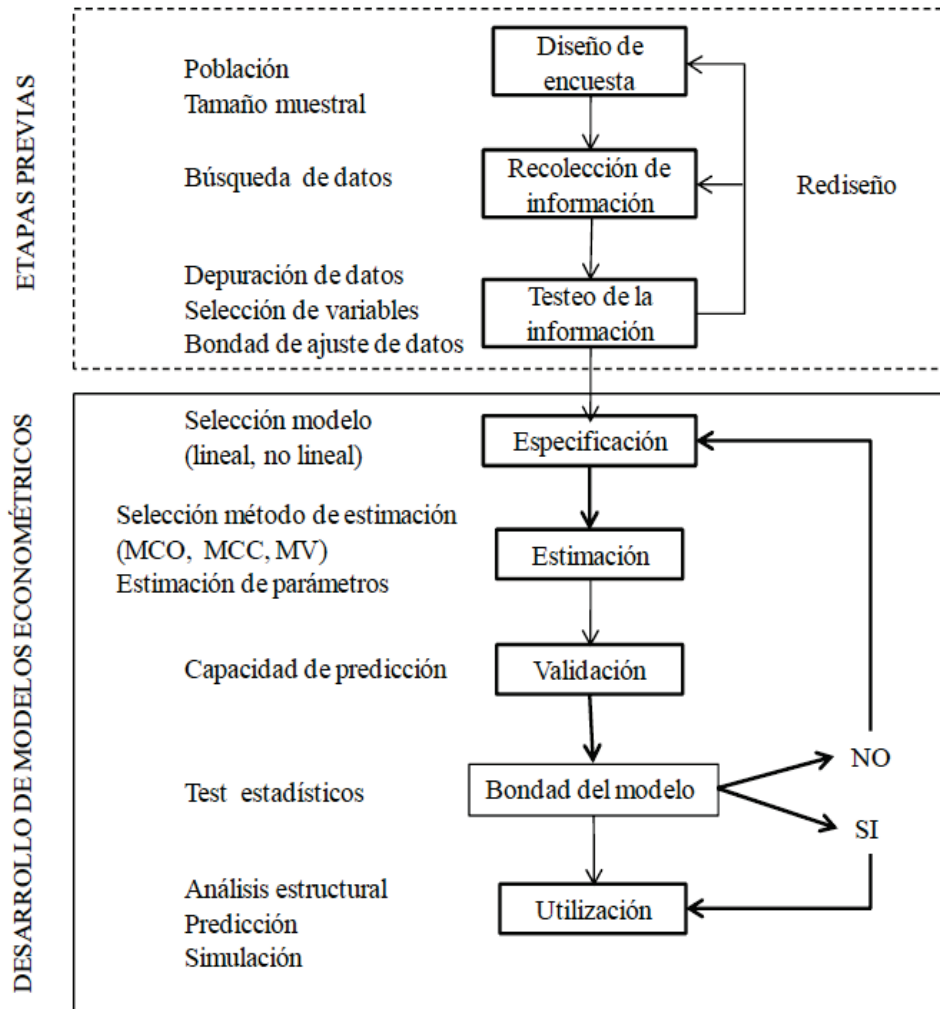 ETAPAS PREVIAS
Diseño de
encuesta
Población
Tamaño muestral
Recolección de
información
Búsqueda de datos
Rediseño
Depuración de datos
Selección de variables
Bondad de ajuste de datos
Testeo de la
información
DESARROLLO DE MODELOS ECONOMÉTRICOS
Selección modelo
(lineal, no lineal)
Especificación
Selección método de estimación
(MCO, MCC, MV)
Estimación de parámetros
Estimación
Capacidad de predicción
Validación
Test estadísticos
Bondad del modelo
NO
SI
Análisis estructural
Predicción
Simulación
Utilización